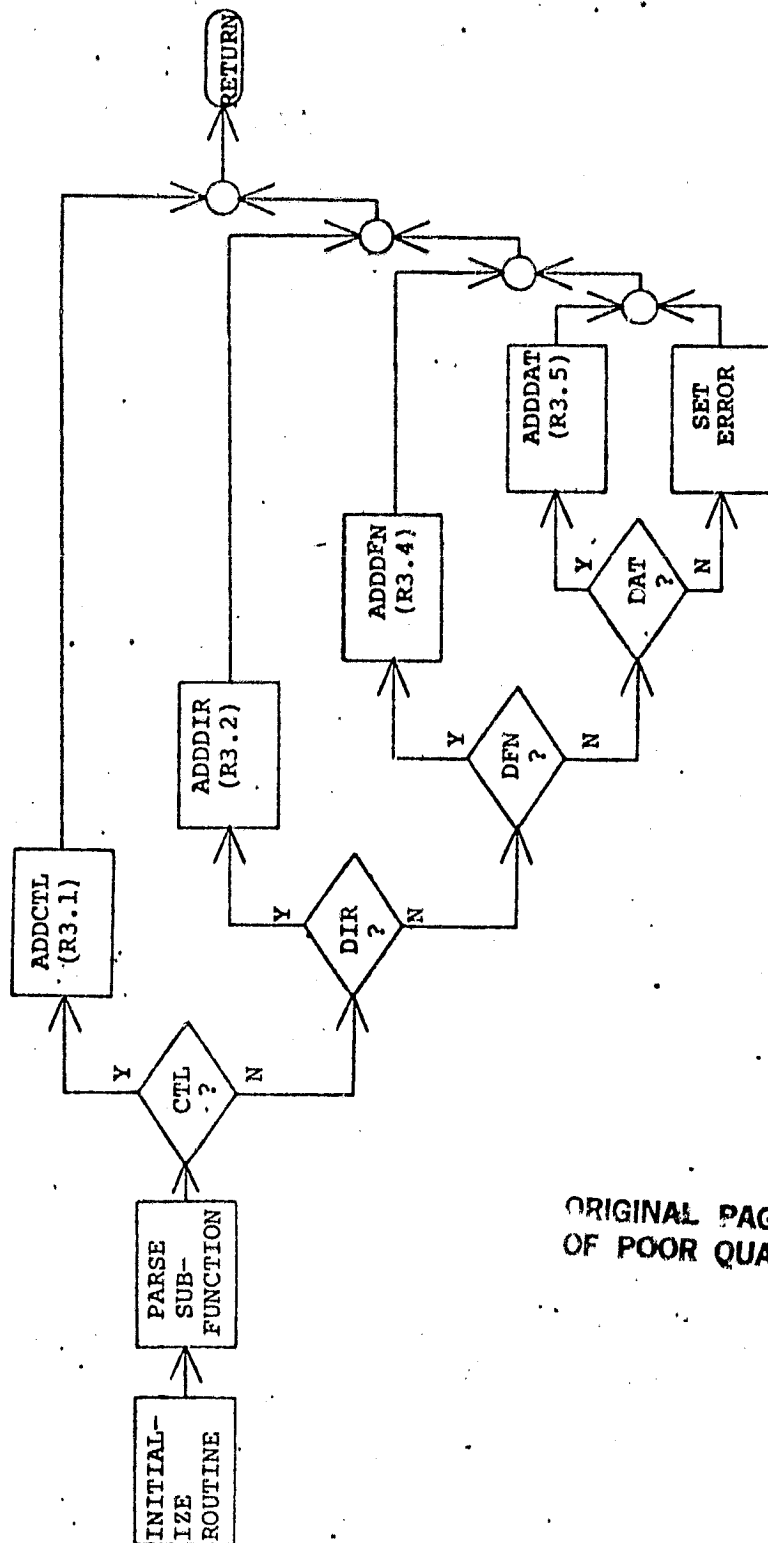 INITIAL-
IZE
ROUTINE
PARSE
SUB-
FUNCTION
CTL
?
Y
N
ADDCTL
(R3.1)
DIR
?
Y
N
ADDDIR
(R3.2)
DFN
?
Y
N
ADDDFN
(R3.4)
DAT
?
Y
N
ADDDAT
(R3.5)
SET
ERROR
RETURN
ORIGINAL PAG
OF POOR QUA